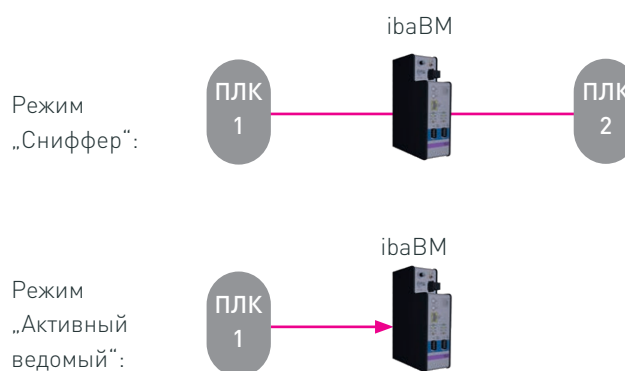 ibaBM
Режим
„Сниффер“:
ПЛК
1
ПЛК
2
ibaBM
Режим
„Активный
ведомый“:
ПЛК
1